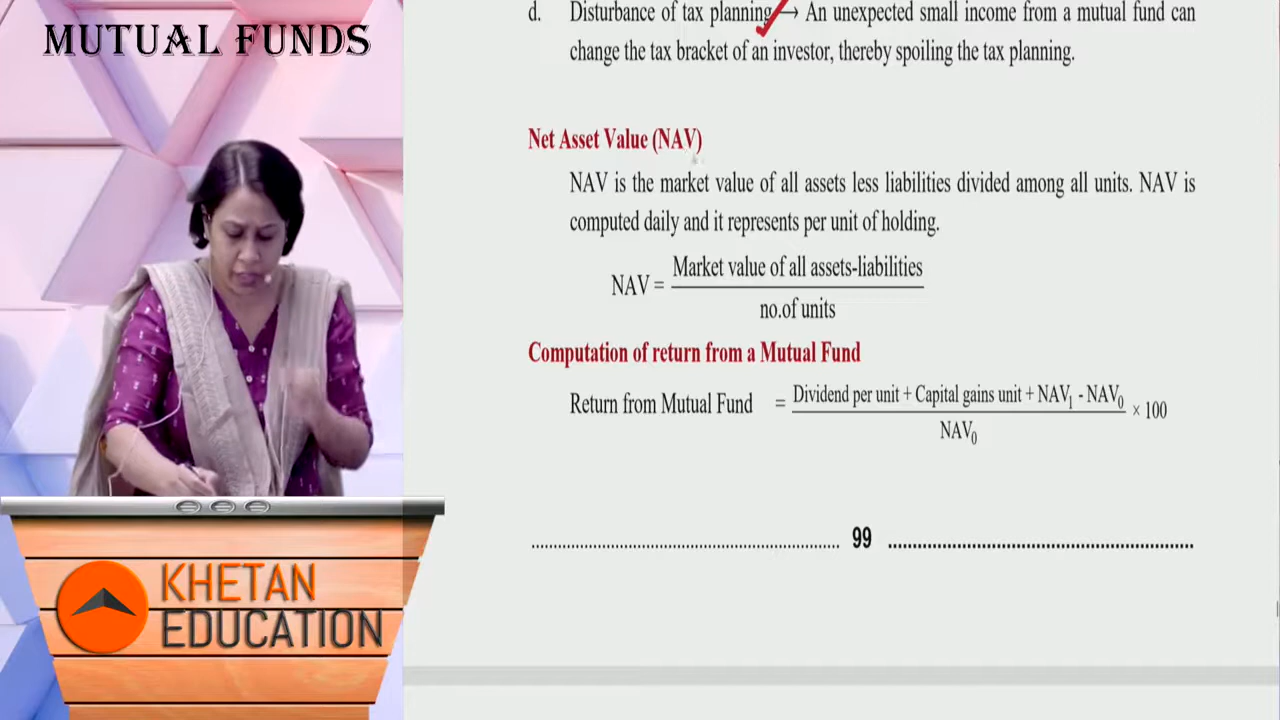 MUTUAL FUNDS
d. Disturbance of tax planning → An unexpected small income from a mutual fund can
change the tax bracket of an investor, thereby spoiling the tax planning.
Net Asset Value (NAV)
NAV is the market value of all assets less liabilities divided among all units. NAV is
computed daily and it represents per unit of holding.
NAV = Market value of all assets-liabilities
no.of units
Computation of return from a Mutual Fund
Return from Mutual Fund = Dividend per unit + Capital gains unit + NAV₁ - NAV₀ × 100
NAV₀
99
KHETAN
EDUCATION